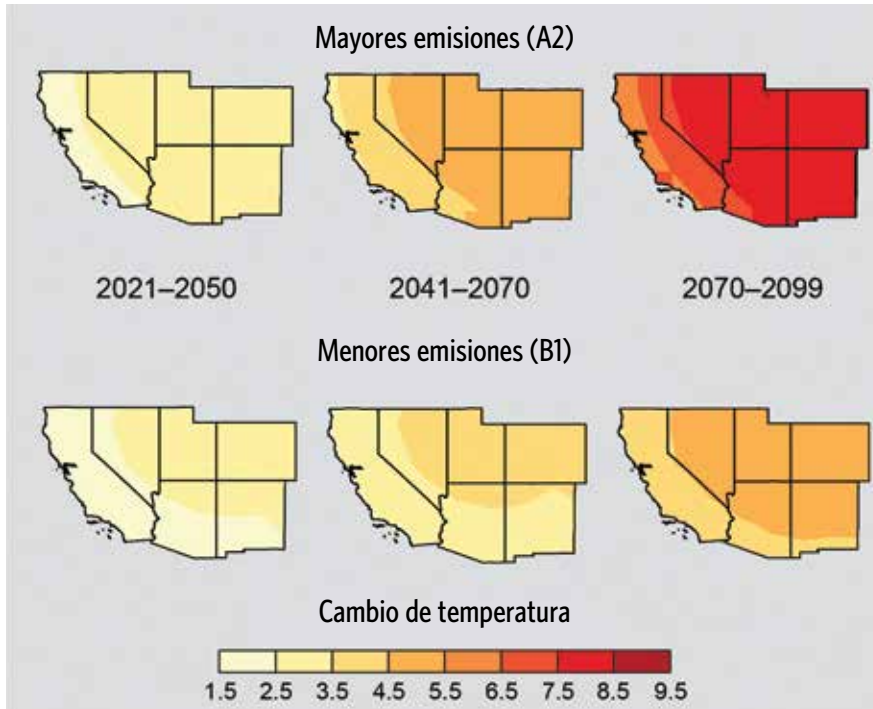 Mayores emisiones (A2)
2021–2050 2041–2070 2070–2099
Menores emisiones (B1)
Cambio de temperatura
1.5 2.5 3.5 4.5 5.5 6.5 7.5 8.5 9.5